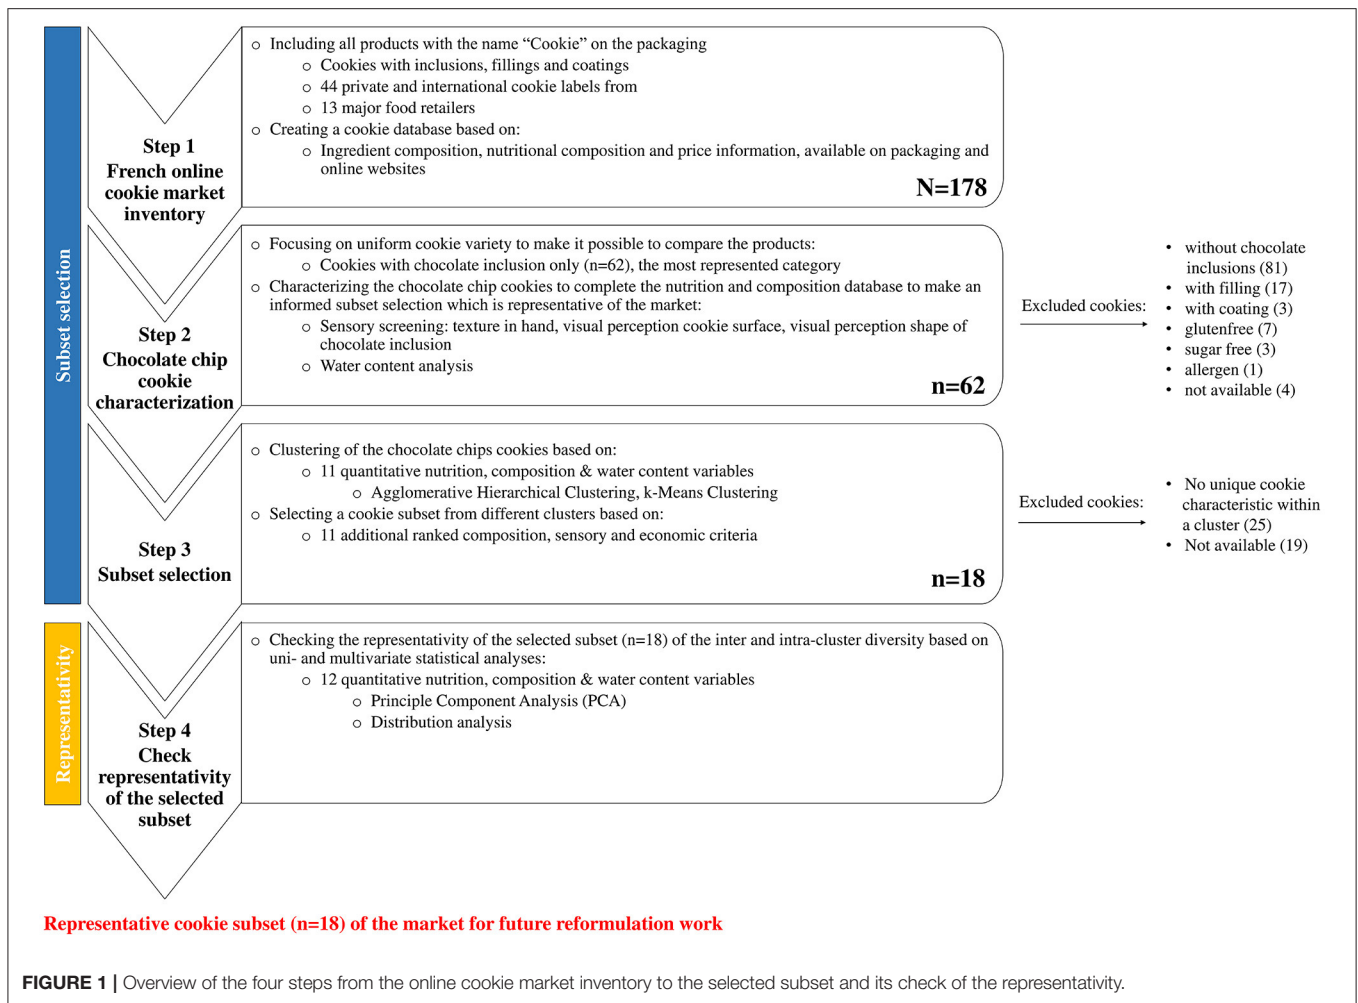 Subset selection
Step 1
French online
cookie market
inventory
o Including all products with the name “Cookie” on the packaging
o Cookies with inclusions, fillings and coatings
o 44 private and international cookie labels from
o 13 major food retailers
o Creating a cookie database based on:
o Ingredient composition, nutritional composition and price information, available on packaging and
online websites
N=178
Step 2
Chocolate chip
cookie
characterization
o Focusing on uniform cookie variety to make it possible to compare the products:
o Cookies with chocolate inclusion only (n=62), the most represented category
o Characterizing the chocolate chip cookies to complete the nutrition and composition database to make an
informed subset selection which is representative of the market:
o Sensory screening: texture in hand, visual perception cookie surface, visual perception shape of
chocolate inclusion
o Water content analysis
n=62
Excluded cookies:
• without chocolate
inclusions (81)
• with filling (17)
• with coating (3)
• glutenfree (7)
• sugar free (3)
• allergen (1)
• not available (4)
Step 3
Subset selection
o Clustering of the chocolate chips cookies based on:
o 11 quantitative nutrition, composition & water content variables
o Agglomerative Hierarchical Clustering, k-Means Clustering
o Selecting a cookie subset from different clusters based on:
o 11 additional ranked composition, sensory and economic criteria
n=18
Excluded cookies:
• No unique cookie
characteristic within
a cluster (25)
• Not available (19)
Representativity
Step 4
Check
representativity
of the selected
subset
o Checking the representativity of the selected subset (n=18) of the inter and intra-cluster diversity based on
uni- and multivariate statistical analyses:
o 12 quantitative nutrition, composition & water content variables
o Principle Component Analysis (PCA)
o Distribution analysis
Representative cookie subset (n=18) of the market for future reformulation work
FIGURE 1 | Overview of the four steps from the online cookie market inventory to the selected subset and its check of the representativity.